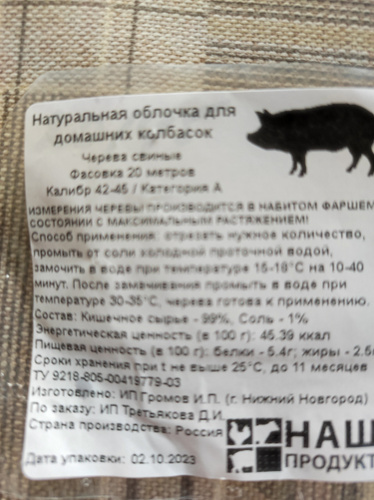 Натуральная облочка для
домашних колбасок
Черева свиные
Фасовка 20 метров
Калибр 42-45 / Категория А
ИЗМЕРЕНИЯ ЧЕРЕВЫ ПРОИЗВОДИТСЯ В НАБИТОМ ФАРШЕМ
СОСТОЯНИИ С МАКСИМАЛЬНЫМ РАСТЯЖЕНИЕМ!
Способ применения: отрезать нужное количество,
промыть от соли холодной проточной водой,
замочить в воде при температуре 15-18°C на 10-40
минут. После замачивания промыть в воде при
температуре 30-35°C, черева готова к применению.
Состав: Кишечное сырье - 99%, Соль - 1%
Энергетическая ценность (в 100 г): 45.39 ккал
Пищевая ценность (в 100 г): белки - 5.4г; жиры - 2.6
Сроки хранения при t не выше 25°C, до 11 месяцев
ТУ 9218-805-00419779-03
Изготовлено: ИП Громов И.П. (г. Нижний Новгород)
По заказу: ИП Третьякова Д.И.
Страна производства: Россия
НАШ
ПРОДУКТ
Дата упаковки: 02.10.2023